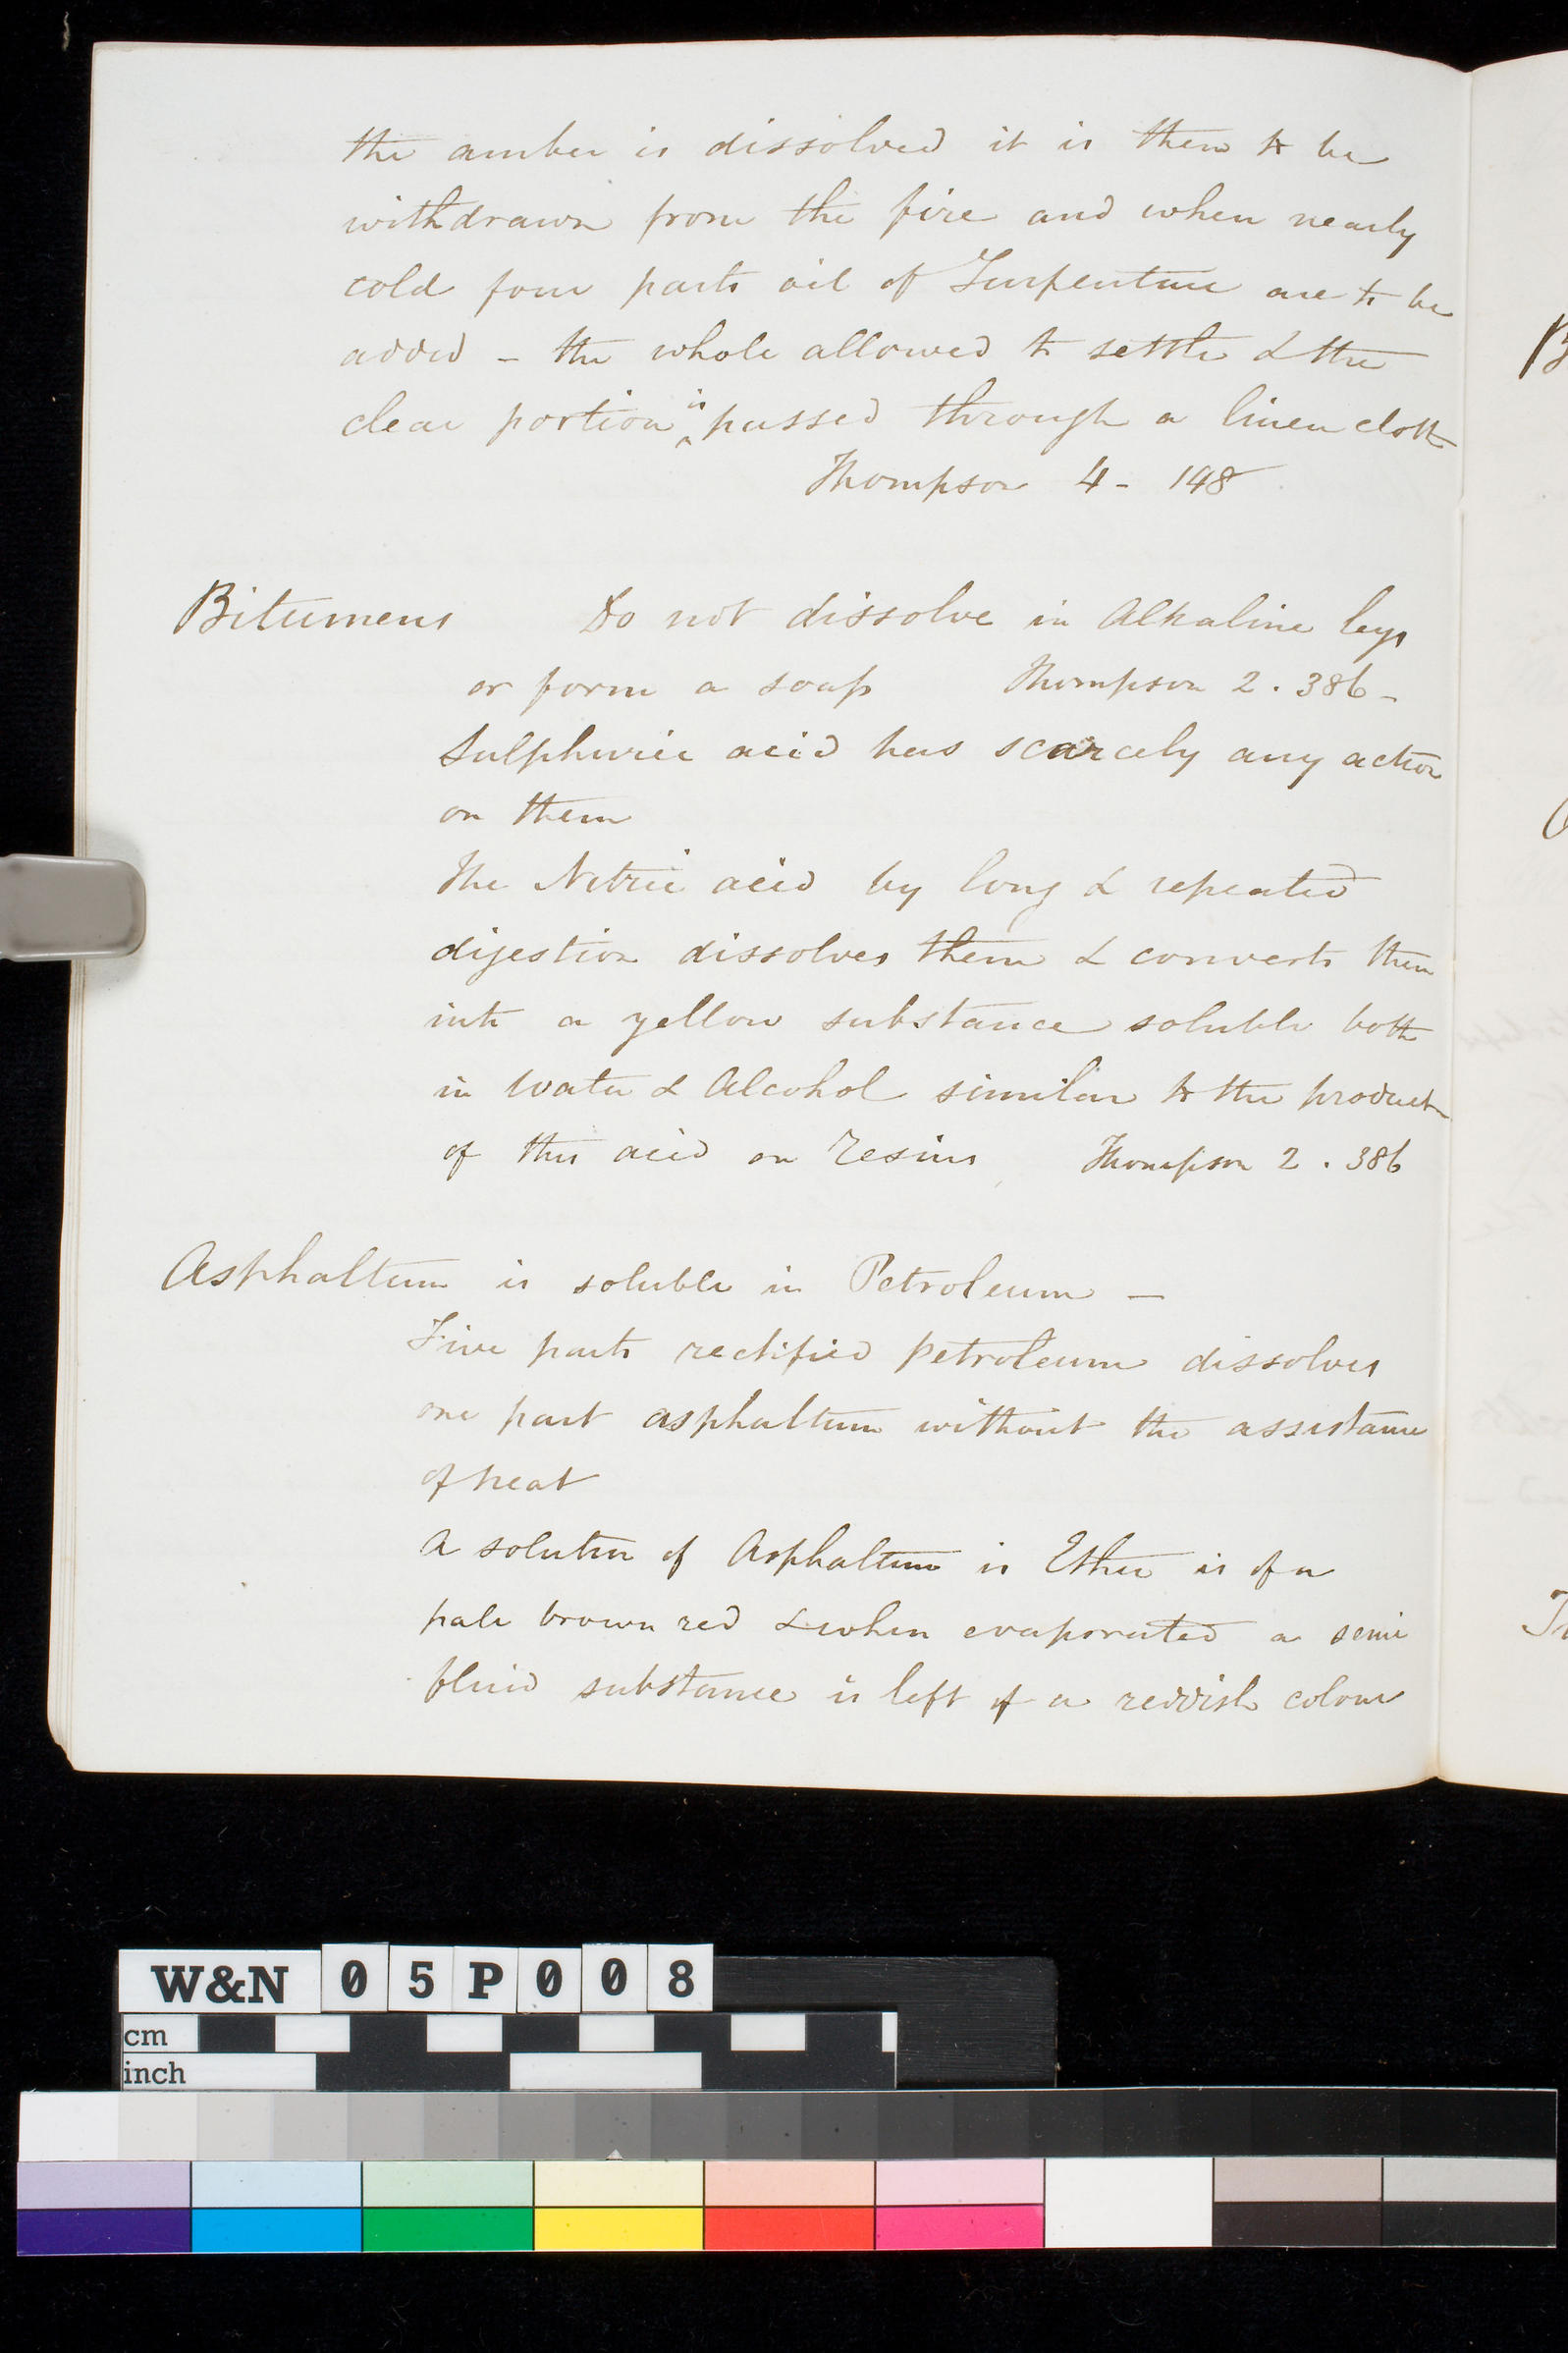 the amber is dissolved it is then to be
withdrawn from the fire and when nearly
cold four parts oil of Turpentine are to be
added – the whole allowed to settle & the
clear portion is passed through a linen cloth
Thompson 4 - 148
Bitumens Do not dissolve in Alkaline leys
or form a soap Thompson 2 . 386 -
Sulphuric acid has scarcely any action
on them
The Nitric acid by long & repeated
digestion dissolves them & converts them
into a yellow substance soluble both
in Water & Alcohol similar to the product
of this acid on Resins Thompson 2 . 386
Asphaltum is soluble in Petroleum –
Five parts rectified petroleum dissolves
one part asphaltum without the assistance
of heat
A solution of Asphaltum in Ether is of a
pale brown red & when evaporated a semi
fluid substance is left of a reddish colour
B
W&N 05P008
cm
inch